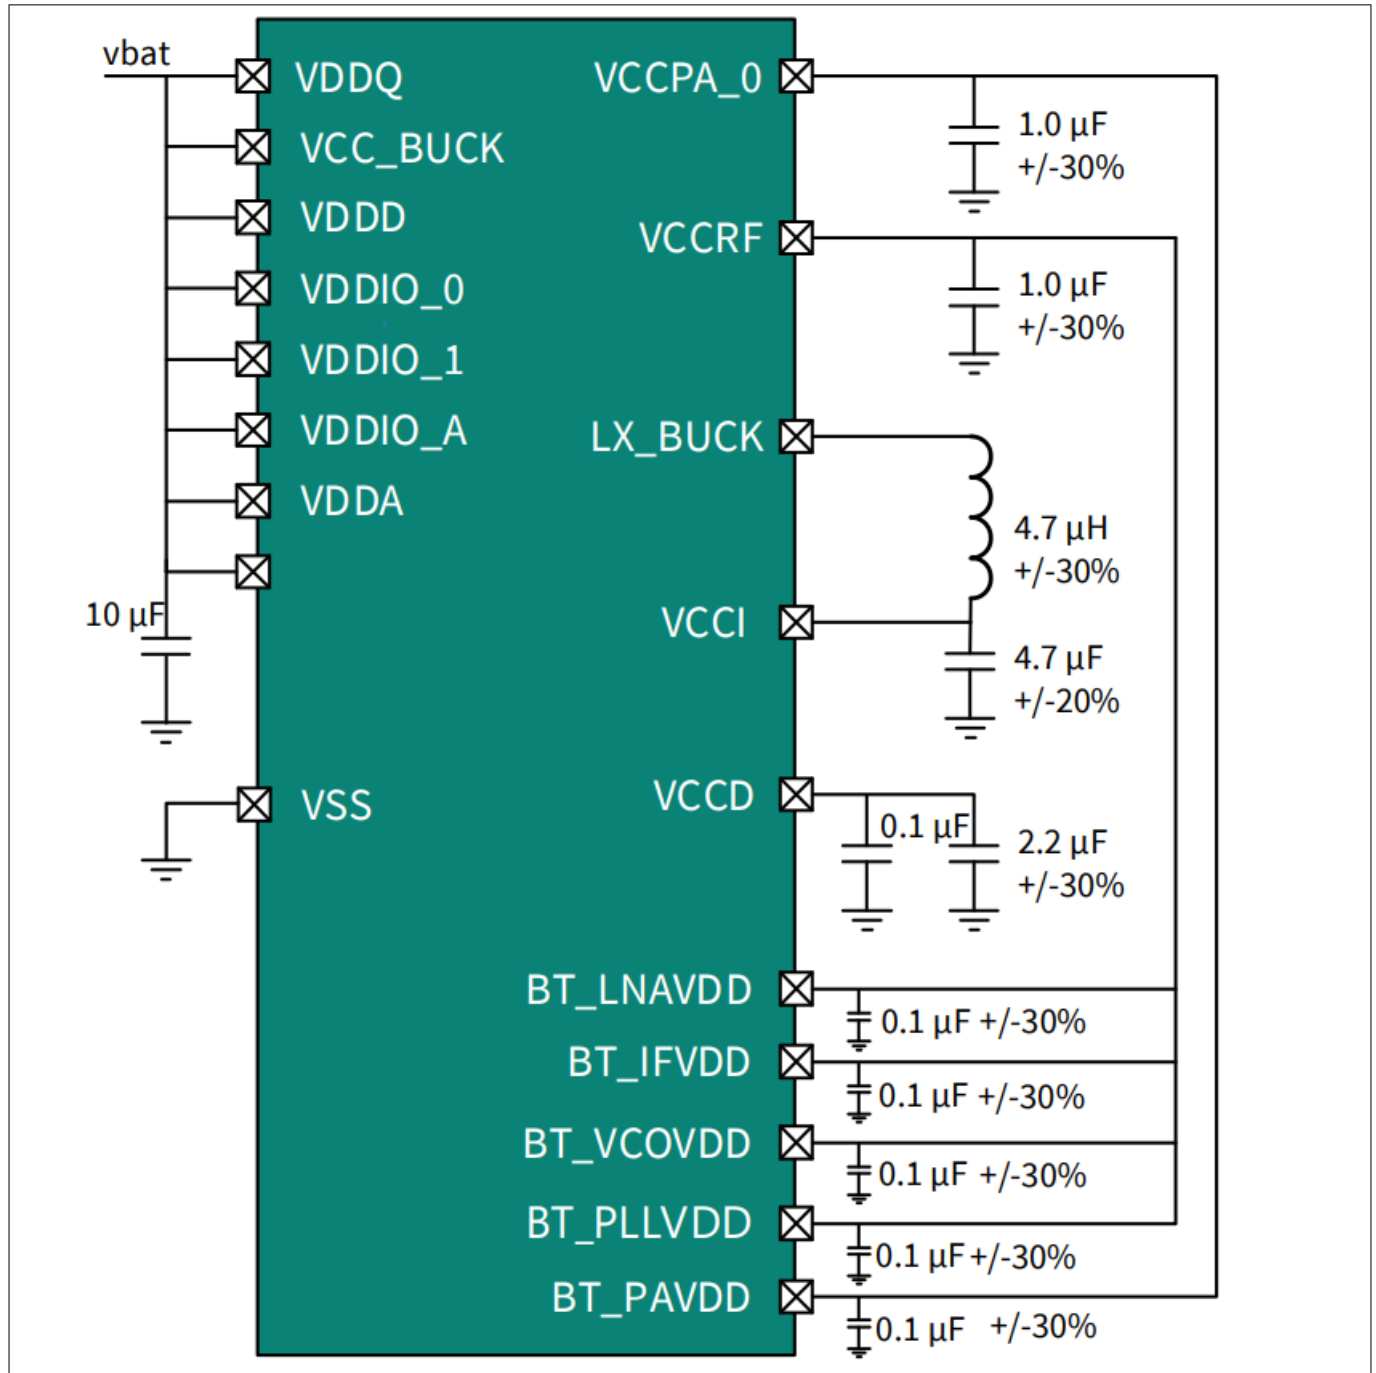 vbat
VDDQ
VCC_BUCK
VDDD
VDDIO_0
VDDIO_1
VDDIO_A
VDDA
10 µF
VSS
VCCPA_0
1.0 µF
+/-30%
VCCRF
1.0 µF
+/-30%
LX_BUCK
4.7 µH
+/-30%
VCCI
4.7 µF
+/-20%
VCCD
0.1 µF
2.2 µF
+/-30%
BT_LNAVDD
0.1 µF +/-30%
BT_IFVDD
0.1 µF +/-30%
BT_VCOVDD
0.1 µF +/-30%
BT_PLLVDD
0.1 µF +/-30%
BT_PAVDD
0.1 µF +/-30%